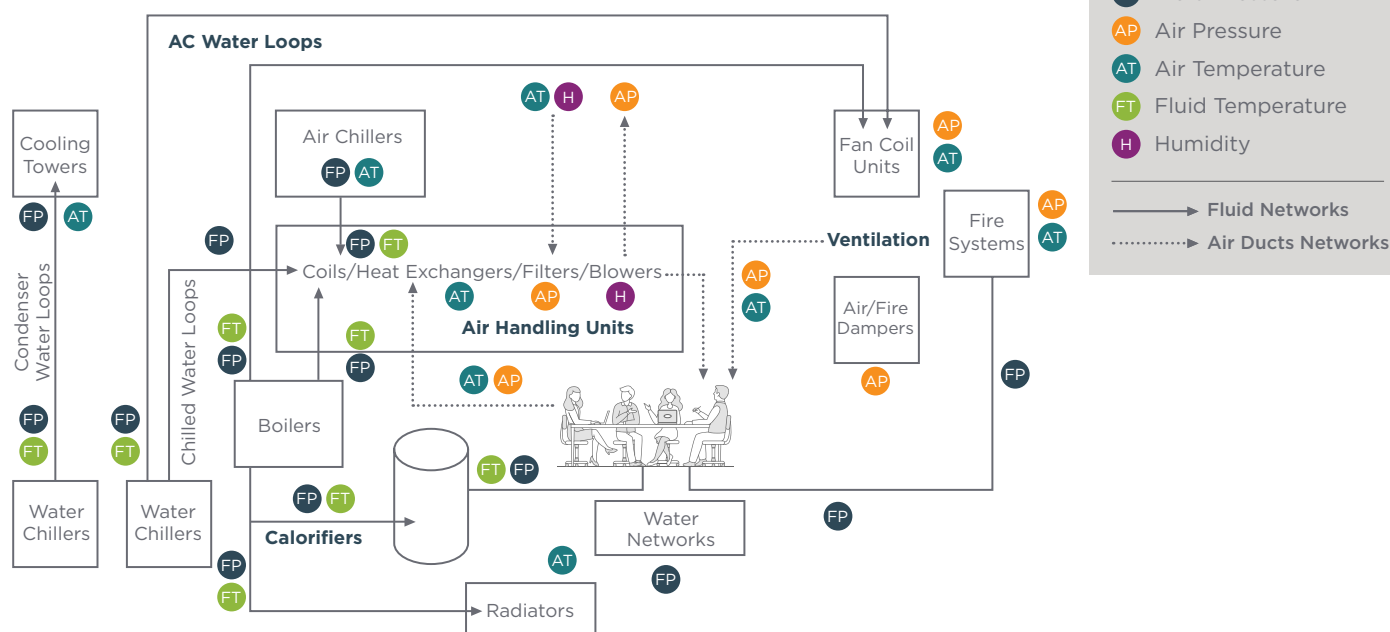 AC Water Loops
AP Air Pressure
AT Air Temperature
FT Fluid Temperature
H Humidity
Fluid Networks
Air Ducts Networks
AT H AP
Cooling
Towers
FP AT
Air Chillers
FP AT
Fan Coil
Units
AP
AT
Fire
Systems
AP
AT
FP
FP FT
Coils/Heat Exchangers/Filters/Blowers
AT AP H
Air Handling Units
Ventilation
AP
AT
Air/Fire
Dampers
AP
Condenser
Water Loops
Chilled Water Loops
FT
FP
FT
FP
AT AP
FP
FP
FT
FP
FT
Boilers
Water
Chillers
Water
Chillers
FP FT
Calorifiers
FT FP
Water
Networks
FP
FP
FP
FT
AT
Radiators